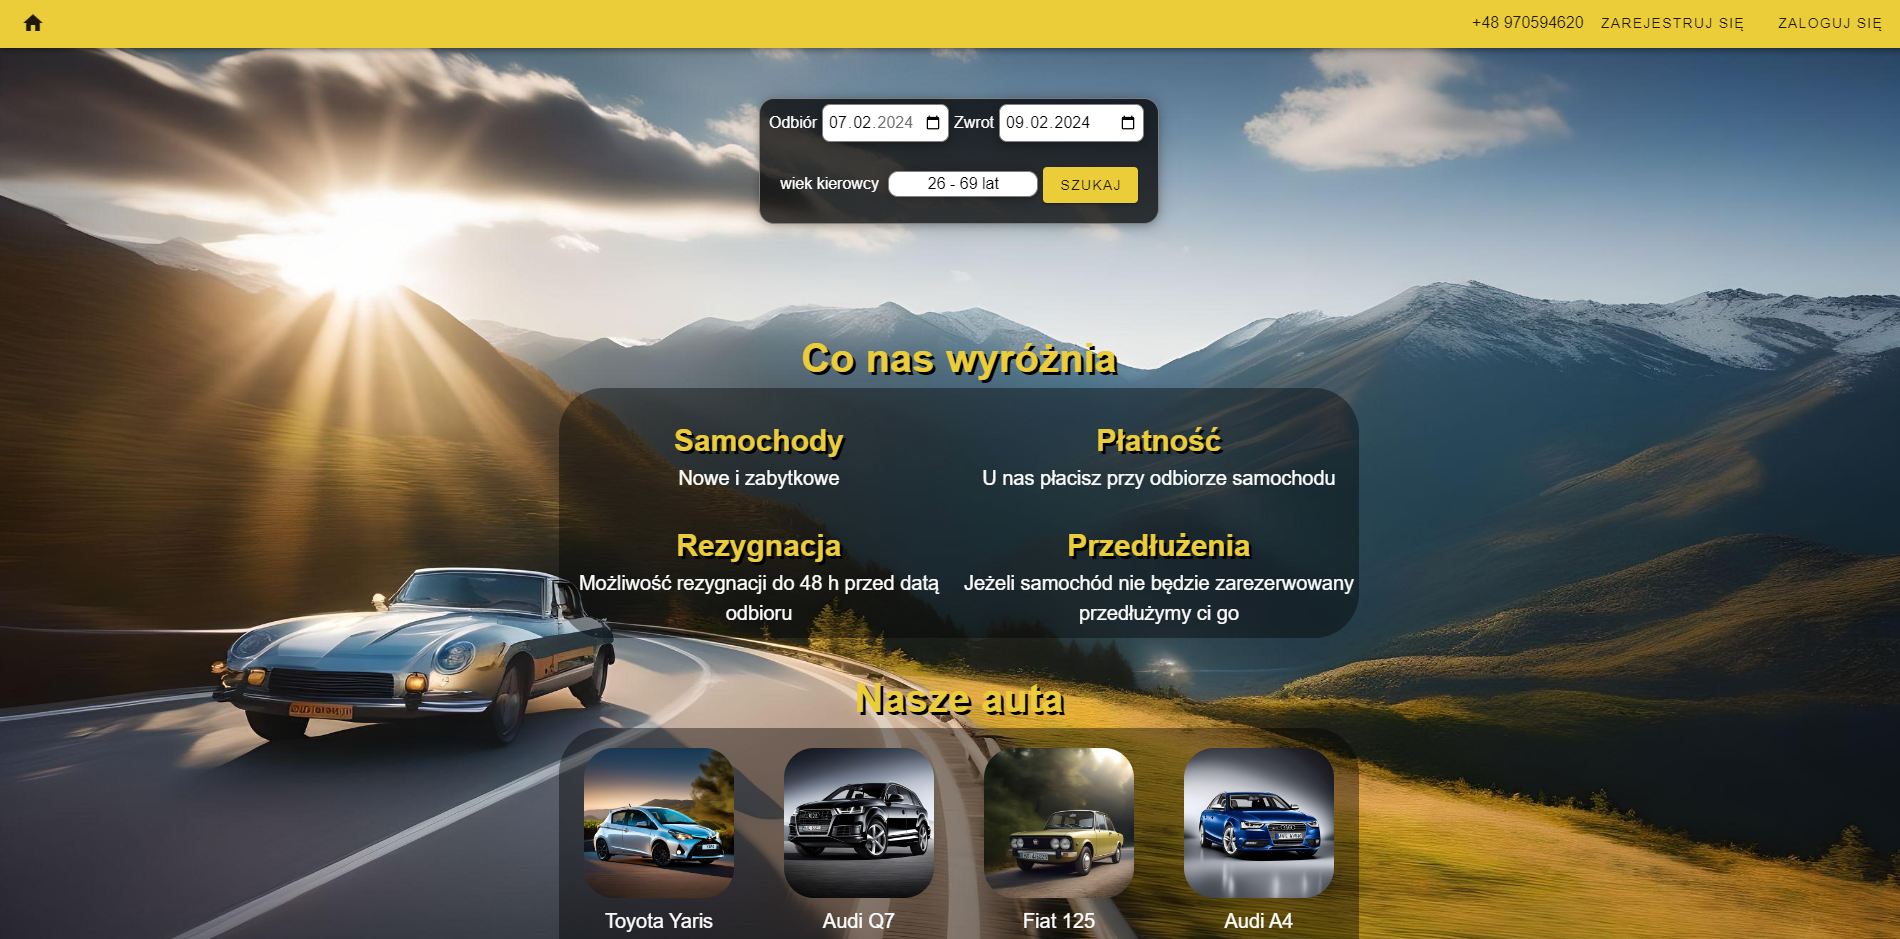 +48 970594620 ZAREJESTRUJ SIĘ ZALOGUJ SIĘ
Odbiór 07.02.2024 Zwrot 09.02.2024
wiek kierowcy 26 - 69 lat SZUKAJ
Co nas wyróżnia
Samochody
Nowe i zabytkowe
Płatność
U nas płacisz przy odbiorze samochodu
Rezygnacja
Możliwość rezygnacji do 48 h przed datą
odbioru
Przedłużenia
Jeżeli samochód nie będzie zarezerwowany
przedłużymy ci go
Nasze auta
Toyota Yaris
Audi Q7
Fiat 125
Audi A4